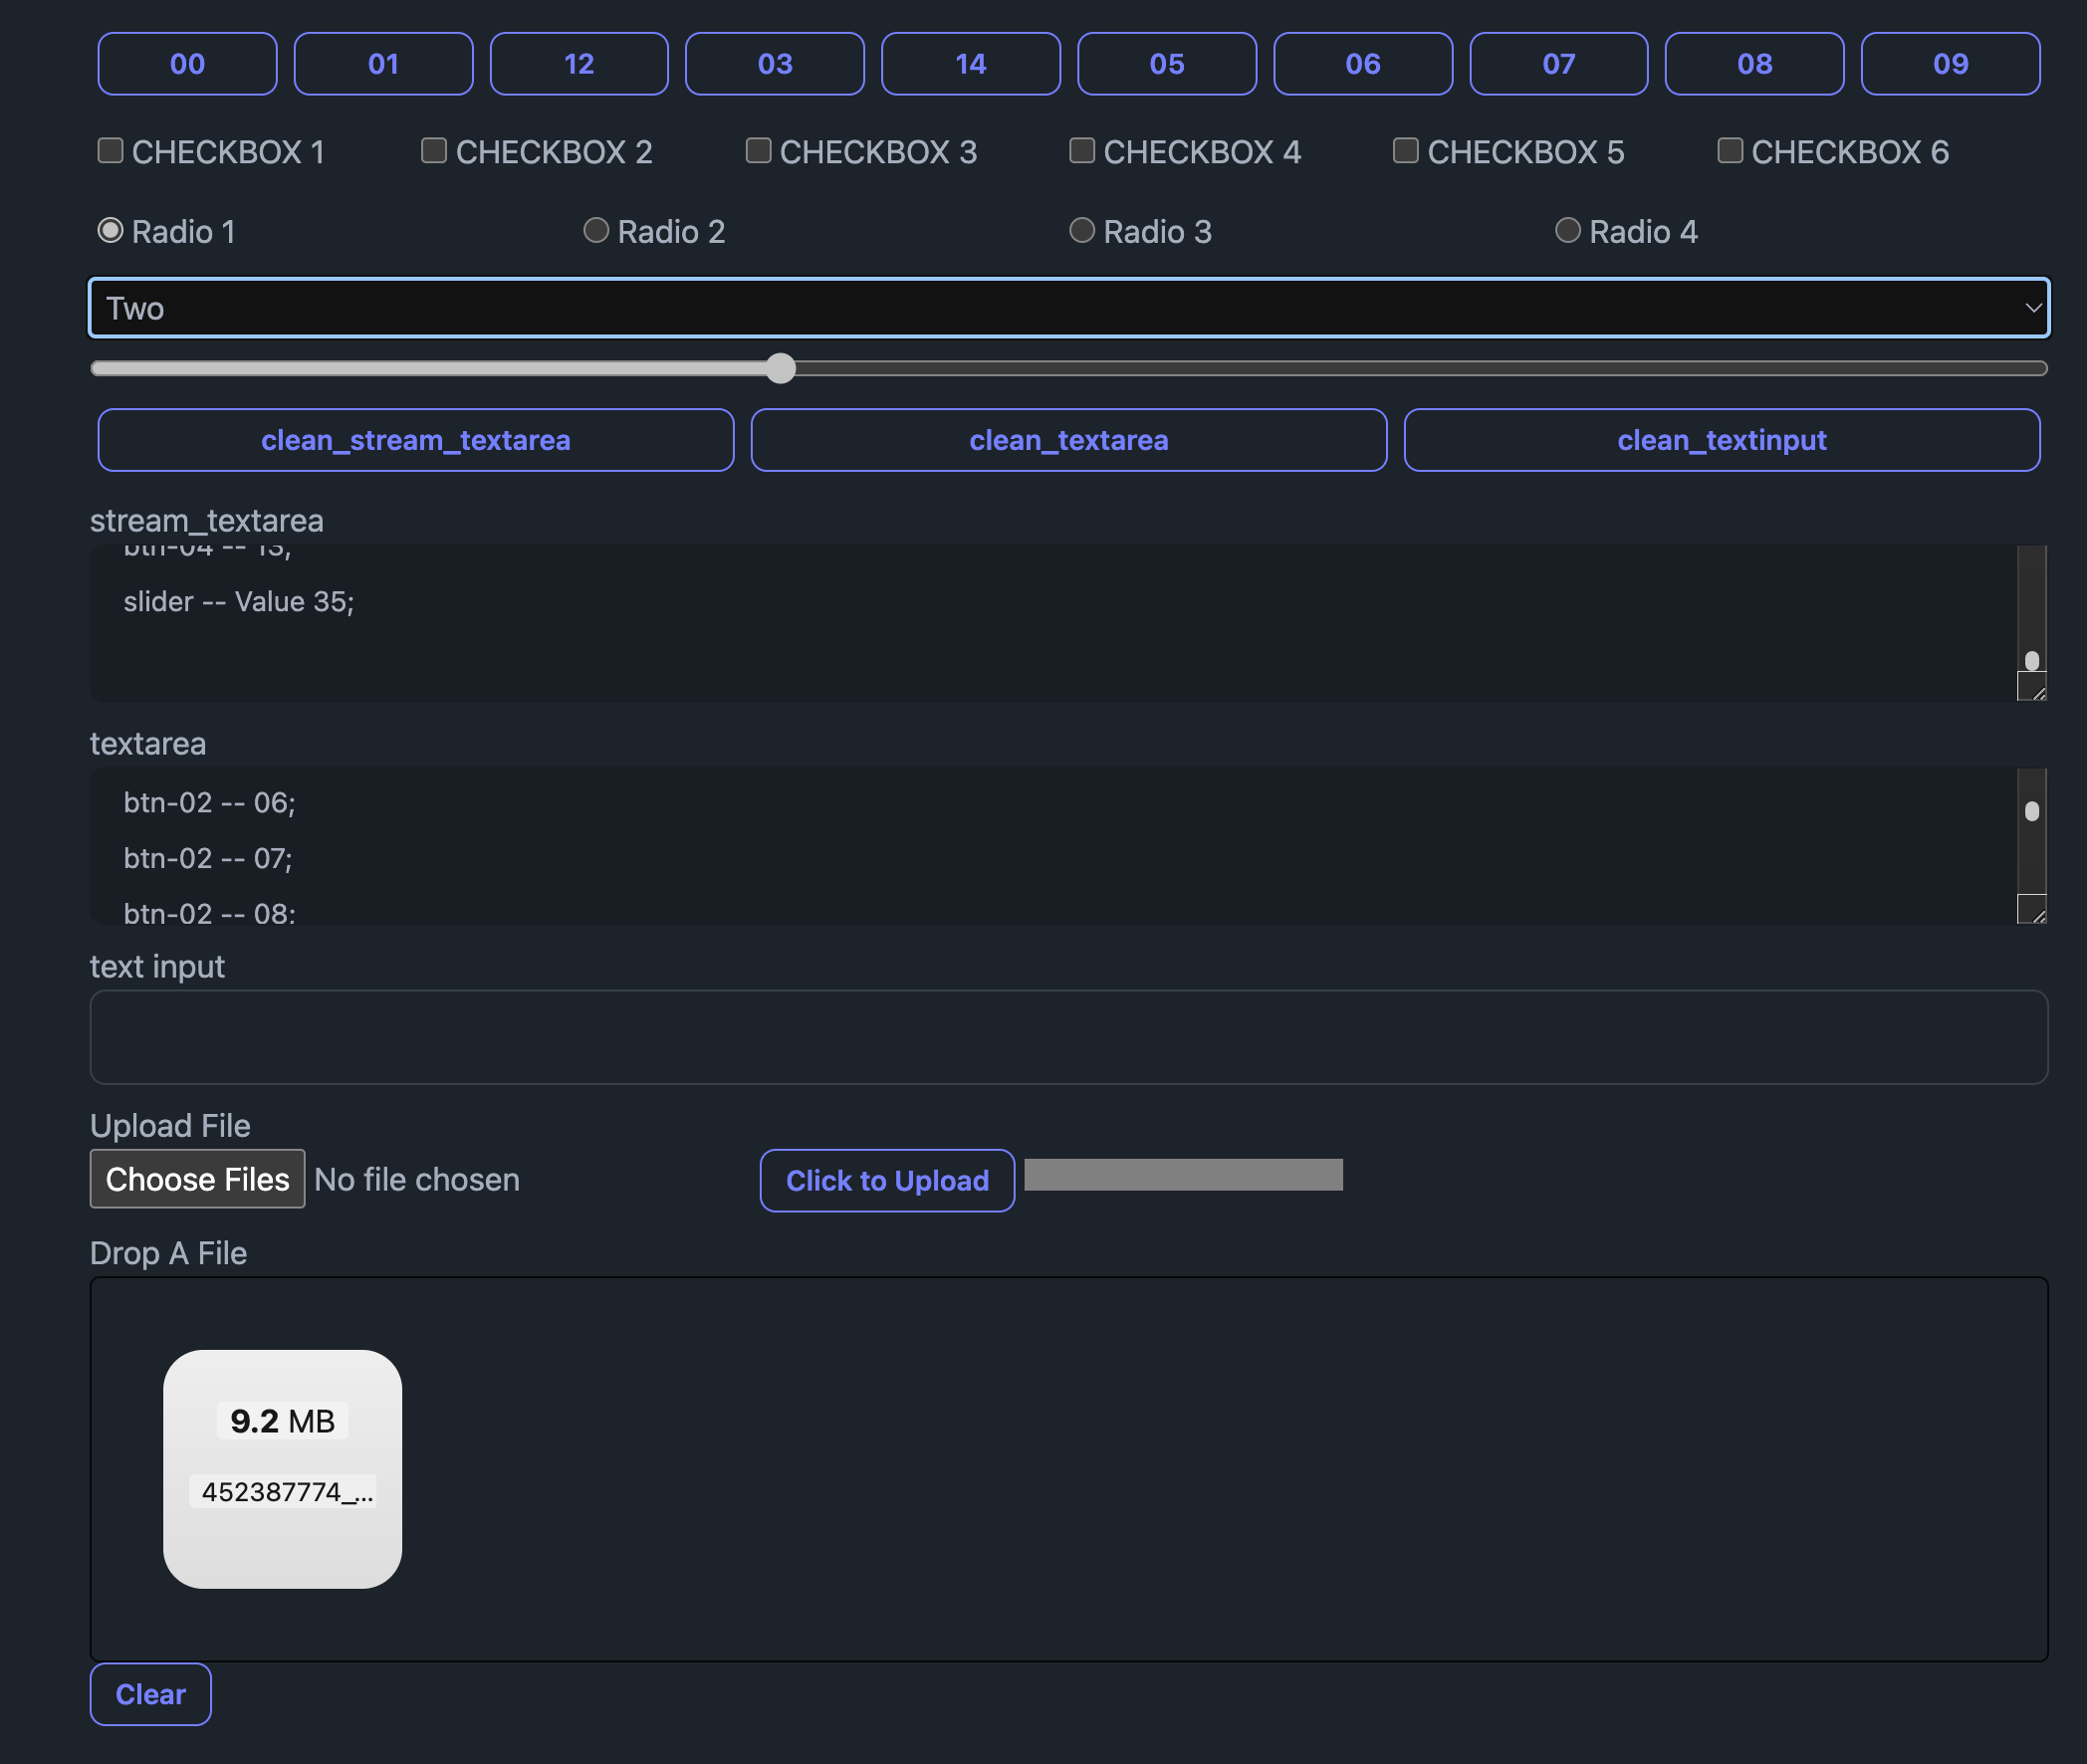 00 01 12 03 14 05 06 07 08 09
CHECKBOX 1 CHECKBOX 2 CHECKBOX 3 CHECKBOX 4 CHECKBOX 5 CHECKBOX 6
Radio 1 Radio 2 Radio 3 Radio 4
Two
clean_stream_textarea clean_textarea clean_textinput
stream_textarea
btn-04 -- 13;
slider -- Value 35;
textarea
btn-02 -- 06;
btn-02 -- 07;
btn-02 -- 08;
text input
Upload File
Choose Files No file chosen Click to Upload
Drop A File
9.2 MB
452387774_...
Clear